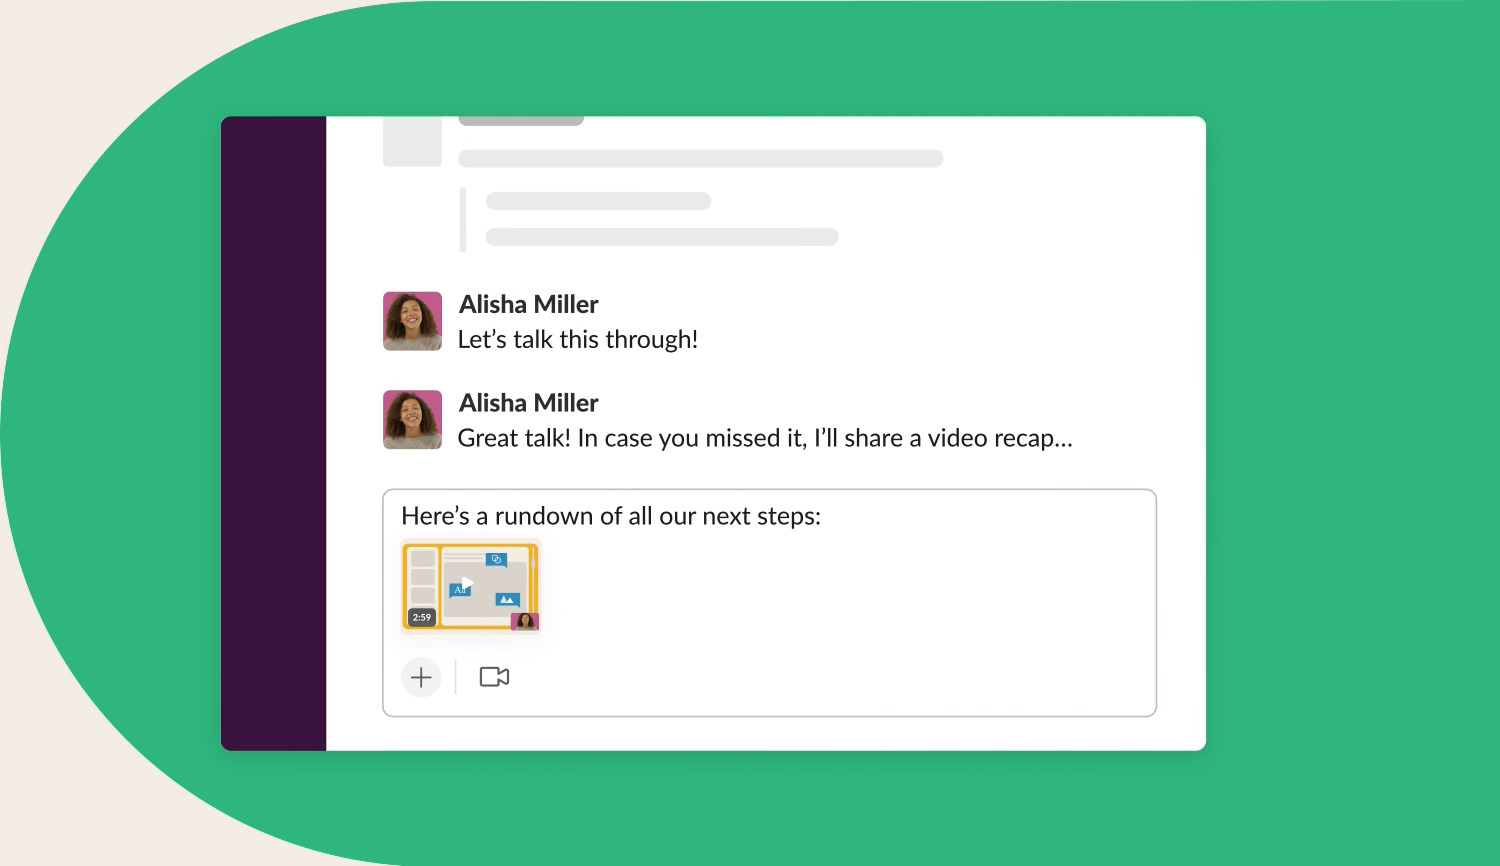 Alisha Miller
Let’s talk this through!
Alisha Miller
Great talk! In case you missed it, I’ll share a video recap...
Here’s a rundown of all our next steps:
Aa
2:59